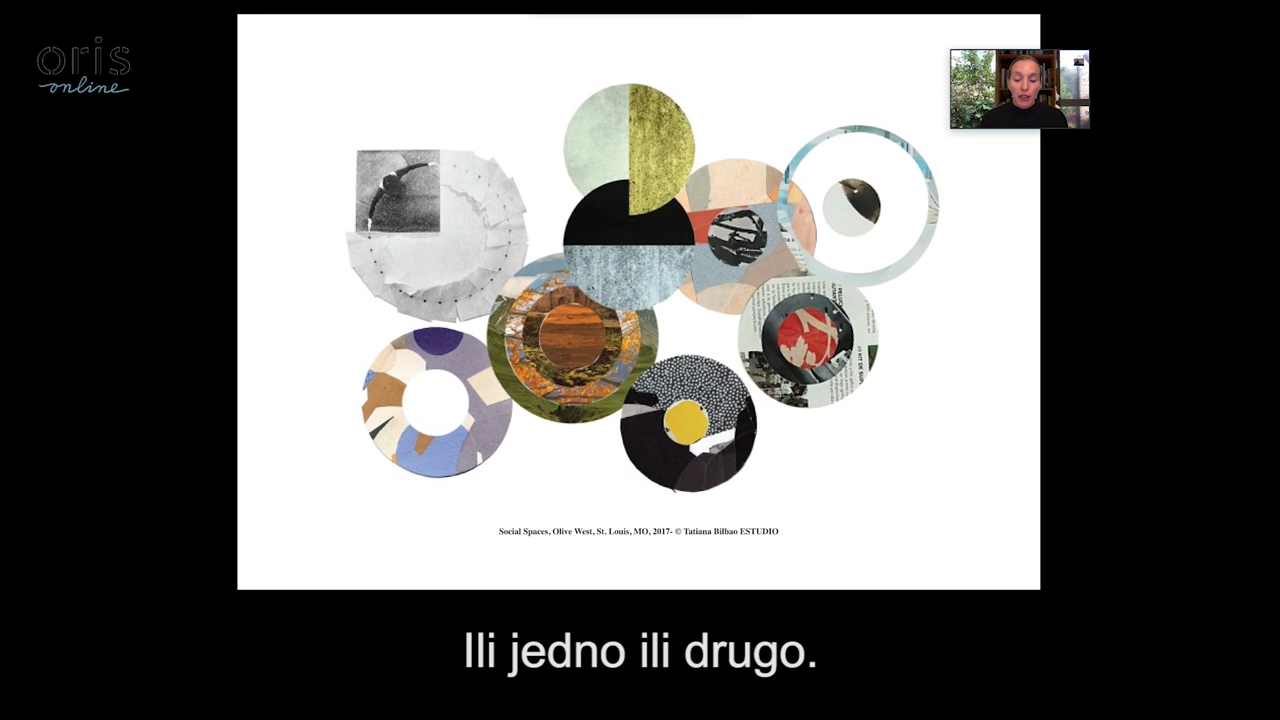 oris
online
Social Spaces, Olive West, St. Louis, MO, 2017- © Tatiana Bilbao ESTUDIO
Ili jedno ili drugo.